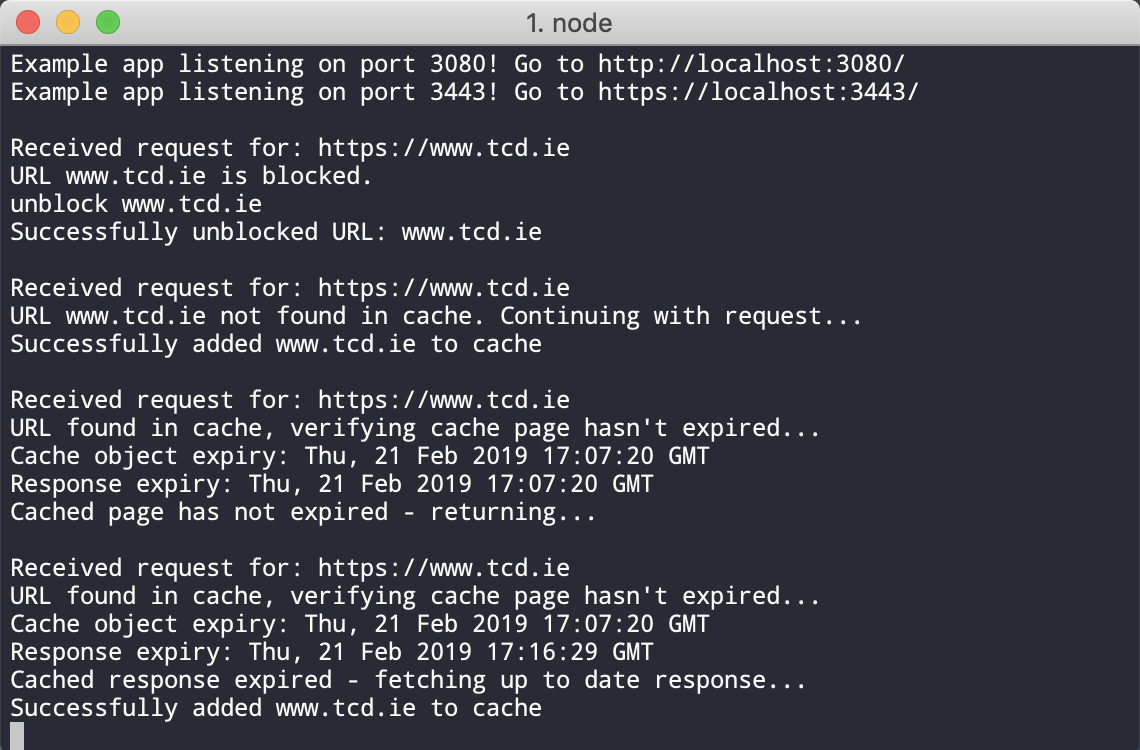 1. node
Example app listening on port 3080! Go to http://localhost:3080/
Example app listening on port 3443! Go to https://localhost:3443/
Received request for: https://www.tcd.ie
URL www.tcd.ie is blocked.
unblock www.tcd.ie
Successfully unblocked URL: www.tcd.ie
Received request for: https://www.tcd.ie
URL www.tcd.ie not found in cache. Continuing with request...
Successfully added www.tcd.ie to cache
Received request for: https://www.tcd.ie
URL found in cache, verifying cache page hasn't expired...
Cache object expiry: Thu, 21 Feb 2019 17:07:20 GMT
Response expiry: Thu, 21 Feb 2019 17:07:20 GMT
Cached page has not expired - returning...
Received request for: https://www.tcd.ie
URL found in cache, verifying cache page hasn't expired...
Cache object expiry: Thu, 21 Feb 2019 17:07:20 GMT
Response expiry: Thu, 21 Feb 2019 17:16:29 GMT
Cached response expired - fetching up to date response...
Successfully added www.tcd.ie to cache